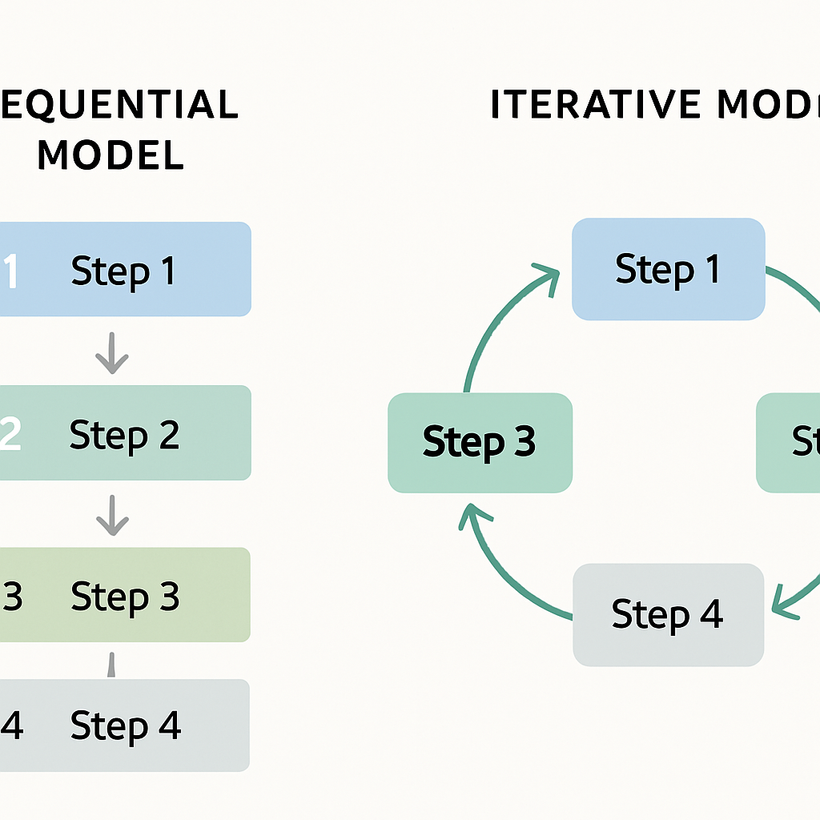 EQUENTIAL
MODEL
1 Step 1
2 Step 2
3 Step 3
4 Step 4
ITERATIVE MOD
Step 1
Step 3
St
Step 4